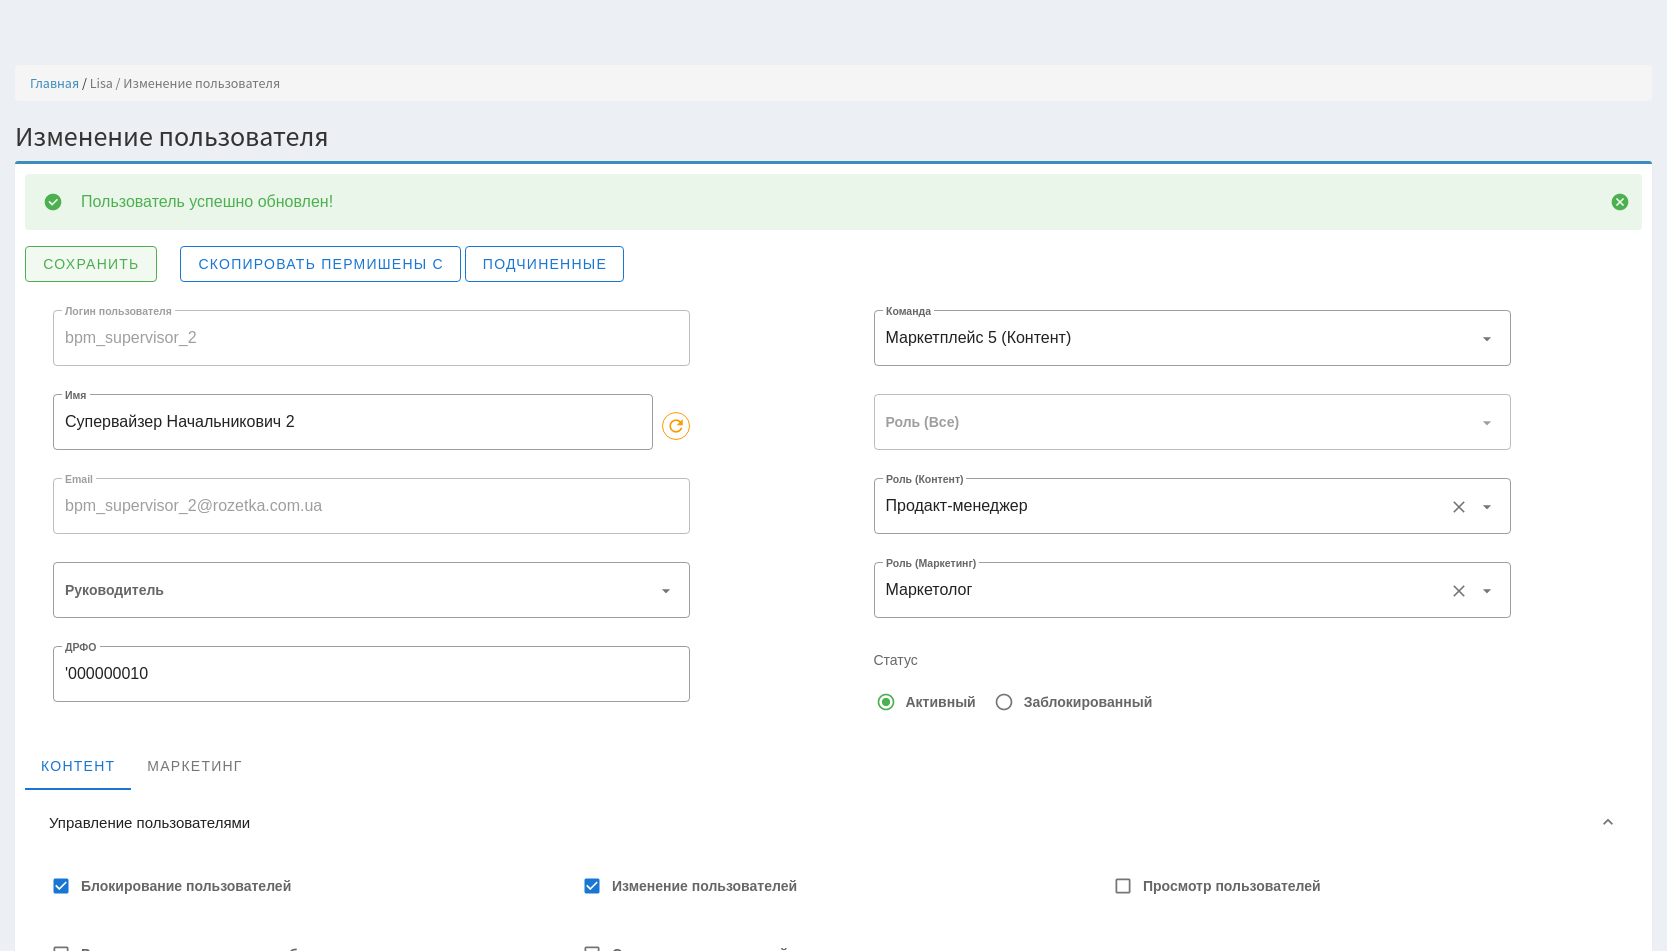 Главная / Lisa / Изменение пользователя
Изменение пользователя
Пользователь успешно обновлен!
СОХРАНИТЬ
СКОПИРОВАТЬ ПЕРМИШЕНЫ С
ПОДЧИНЕННЫЕ
Логин пользователя
bpm_supervisor_2
Команда
Маркетплейс 5 (Контент)
Имя
Супервайзер Начальникович 2
Роль (Все)
Email
bpm_supervisor_2@rozetka.com.ua
Роль (Контент)
Продакт-менеджер
Руководитель
Роль (Маркетинг)
Маркетолог
ДРФО
'000000010
Статус
Активный
Заблокированный
КОНТЕНТ
МАРКЕТИНГ
Управление пользователями
Блокирование пользователей
Изменение пользователей
Просмотр пользователей